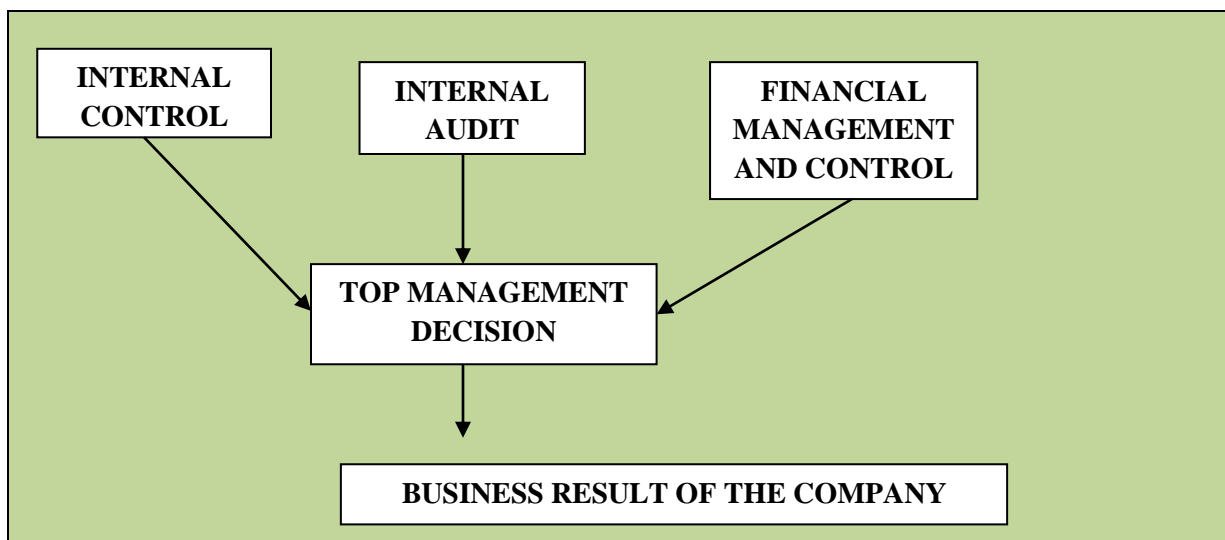 INTERNAL
CONTROL
INTERNAL
AUDIT
FINANCIAL
MANAGEMENT
AND CONTROL
TOP MANAGEMENT
DECISION
BUSINESS RESULT OF THE COMPANY